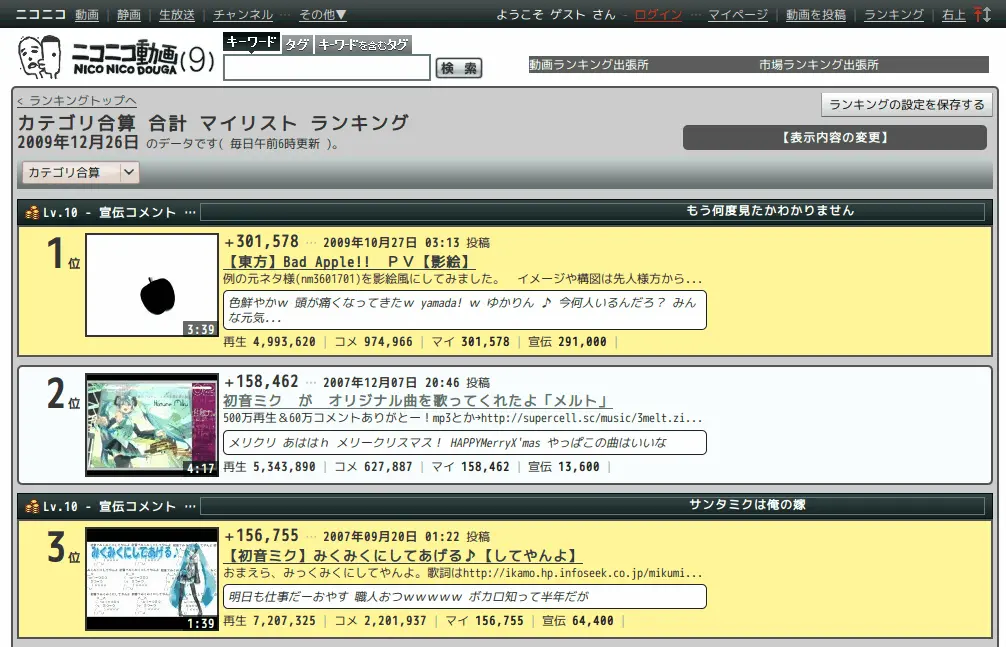 ニコニコ 動画 | 静画 | 生放送 | チャンネル … その他▼ ようこそ ゲスト さん - ログイン … マイページ | 動画を投稿 | ランキング | 右上
ニコニコ動画(9)
NICO NICO DOUGA
キーワード タグ キーワードを含むタグ
検 索
動画ランキング出張所 市場ランキング出張所
< ランキングトップへ
ランキングの設定を保存する
カテゴリ合算 合計 マイリスト ランキング
2009年12月26日 のデータです( 毎日午前6時更新 )。
【表示内容の変更】
カテゴリ合算
Lv.10 - 宣伝コメント … もう何度見たかわかりません
1位
3:39
+301,578 … 2009年10月27日 03:13 投稿
【東方】Bad Apple!! ＰＶ【影絵】
例の元ネタ様(nm3601701)を影絵風にしてみました。 イメージや構図は先人様方から...
色鮮やかｗ 頭が痛くなってきたｗ yamada! ｗ ゆかりん ♪ 今何人いるんだろ？ みん
な元気...
再生 4,993,620 | コメ 974,966 | マイ 301,578 | 宣伝 291,000 |
2位
Hatsune Miku
4:17
+158,462 … 2007年12月07日 20:46 投稿
初音ミク が オリジナル曲を歌ってくれたよ「メルト」
500万再生＆60万コメントありがとー！mp3とか→http://supercell.sc/music/3melt.zi...
メリクリ あははｈ メリークリスマス！ HAPPYMerryX'mas やっぱこの曲はいいな
再生 5,343,890 | コメ 627,887 | マイ 158,462 | 宣伝 13,600 |
Lv.10 - 宣伝コメント … サンタミクは俺の嫁
3位
みくみくにしてあげる♪
1:39
+156,755 … 2007年09月20日 01:22 投稿
【初音ミク】みくみくにしてあげる♪【してやんよ】
おまえら、みっくみくにしてやんよ。歌詞はhttp://ikamo.hp.infoseek.co.jp/mikumi...
明日も仕事だーおやす 職人おつｗｗｗｗｗ ボカロ知って半年だが
再生 7,207,325 | コメ 2,201,937 | マイ 156,755 | 宣伝 64,400 |